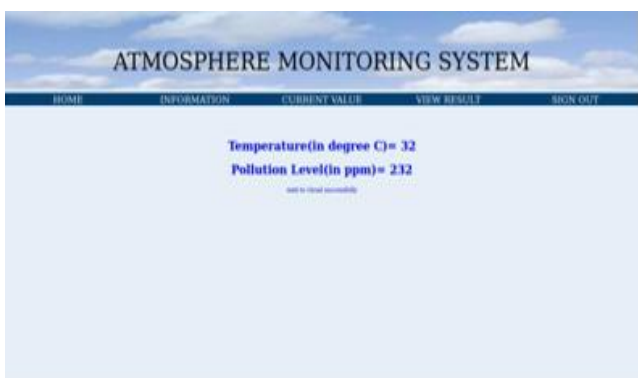 ATMOSPHERE MONITORING SYSTEM
HOME INFORMATION CURRENT VALUE VIEW RESULT SIGN OUT
Temperature(in degree C)= 32
Pollution Level(in ppm)= 232
successfully